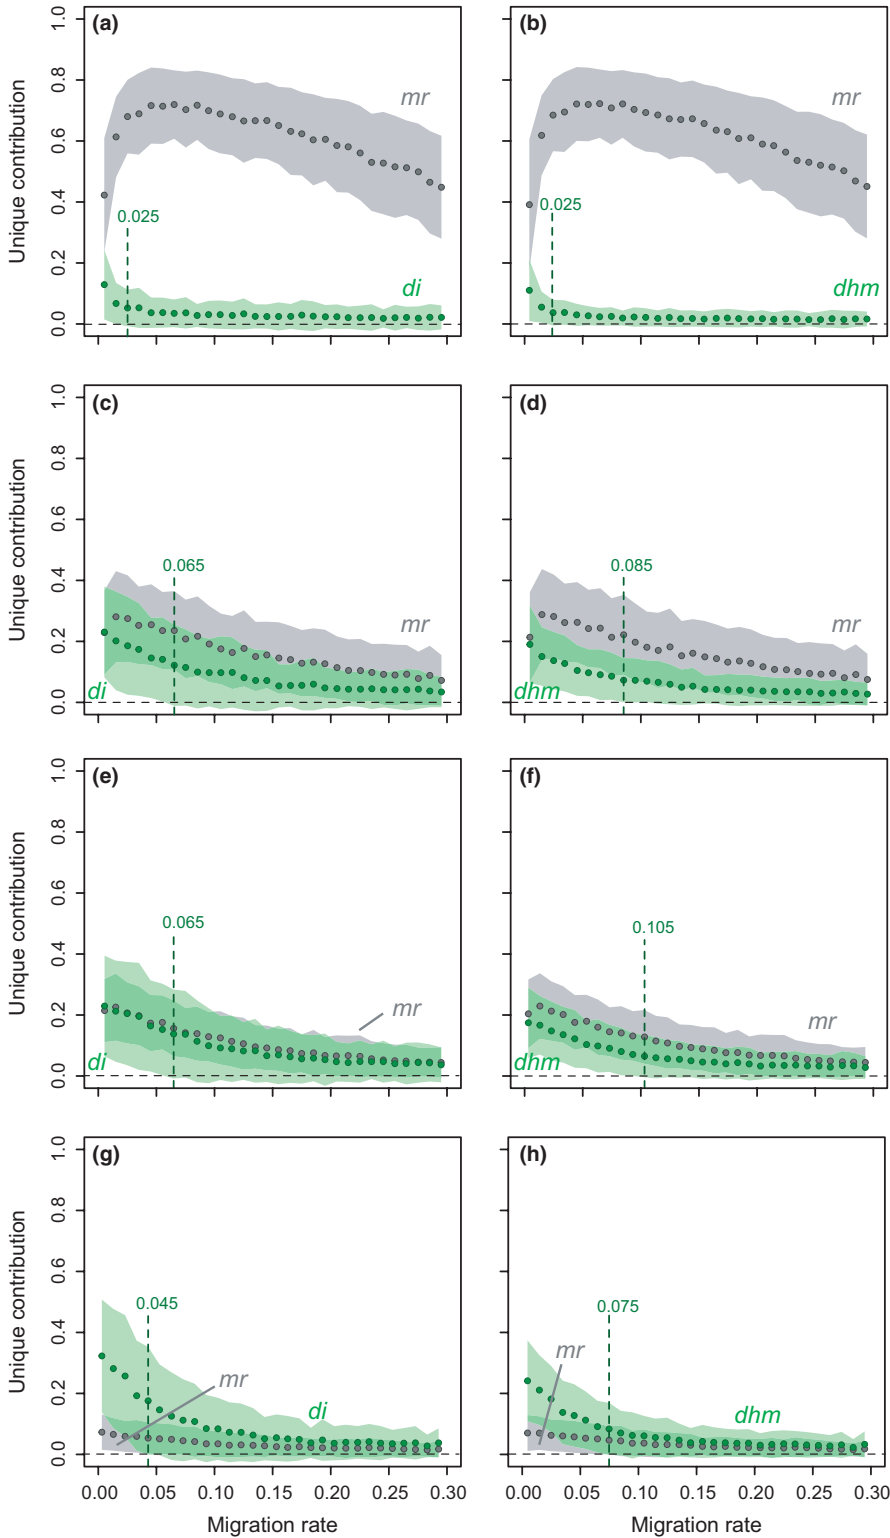 (a)
1.0
0.8
0.6
0.4
0.2
0.0
Unique contribution
mr
0.025
di
(b)
mr
0.025
dhm
(c)
1.0
0.8
0.6
0.4
0.2
0.0
Unique contribution
0.065
mr
di
(d)
0.085
mr
dhm
(e)
1.0
0.8
0.6
0.4
0.2
0.0
Unique contribution
0.065
mr
di
(f)
0.105
mr
dhm
(g)
1.0
0.8
0.6
0.4
0.2
0.0
Unique contribution
0.045
mr
di
0.00 0.05 0.10 0.15 0.20 0.25 0.30
Migration rate
(h)
0.075
mr
dhm
0.00 0.05 0.10 0.15 0.20 0.25 0.30
Migration rate